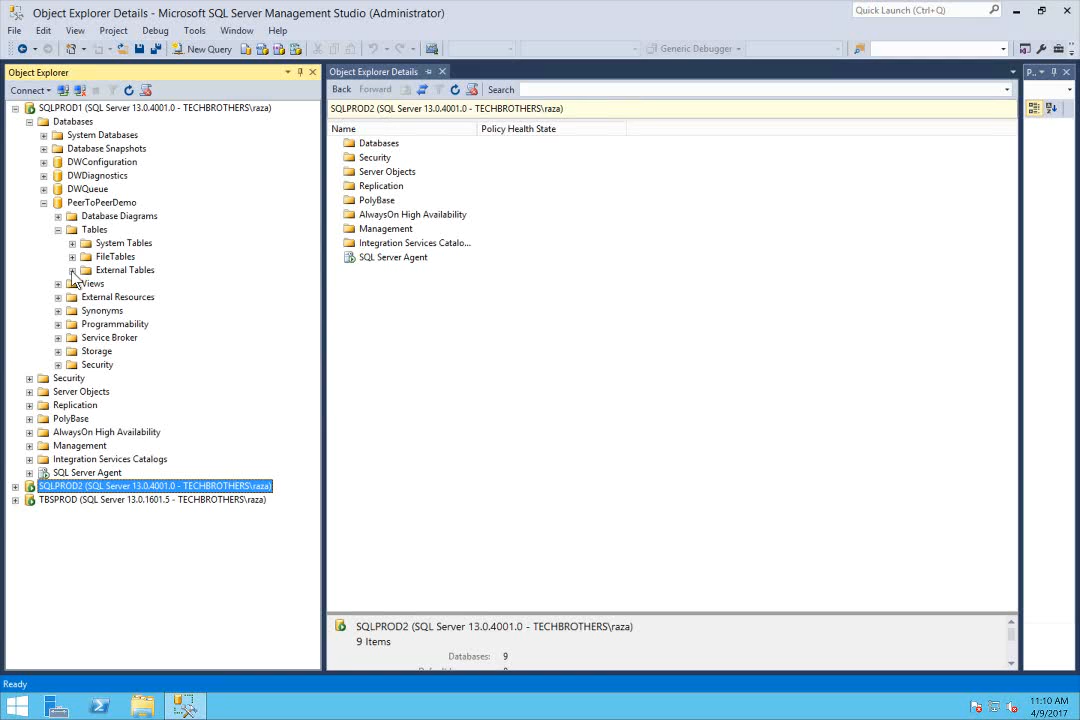 Object Explorer Details - Microsoft SQL Server Management Studio (Administrator)
Quick Launch (Ctrl+Q)
File Edit View Project Debug Tools Window Help
New Query
Generic Debugger
Object Explorer
Object Explorer Details
P..
Connect
Back Forward Search
SQLPROD1 (SQL Server 13.0.4001.0 - TECHBROTHERS\raza)
SQLPROD2 (SQL Server 13.0.4001.0 - TECHBROTHERS\raza)
Databases
System Databases
Database Snapshots
DWConfiguration
DWDiagnostics
DWQueue
PeerToPeerDemo
Database Diagrams
Tables
System Tables
FileTables
External Tables
Views
External Resources
Synonyms
Programmability
Service Broker
Storage
Security
Security
Server Objects
Replication
PolyBase
AlwaysOn High Availability
Management
Integration Services Catalogs
SQL Server Agent
SQLPROD2 (SQL Server 13.0.4001.0 - TECHBROTHERS\raza)
TBSPROD (SQL Server 13.0.1601.5 - TECHBROTHERS\raza)
Name Policy Health State
Databases
Security
Server Objects
Replication
PolyBase
AlwaysOn High Availability
Management
Integration Services Catalo...
SQL Server Agent
SQLPROD2 (SQL Server 13.0.4001.0 - TECHBROTHERS\raza)
9 Items
Databases: 9
Ready
11:10 AM
4/9/2017